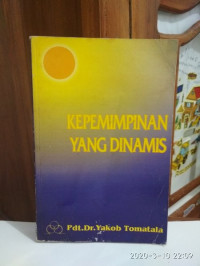 KEPEMIMPINAN
YANG DINAMIS
Pdt.Dr.Yakob Tomatala
2020-3-10 22:09